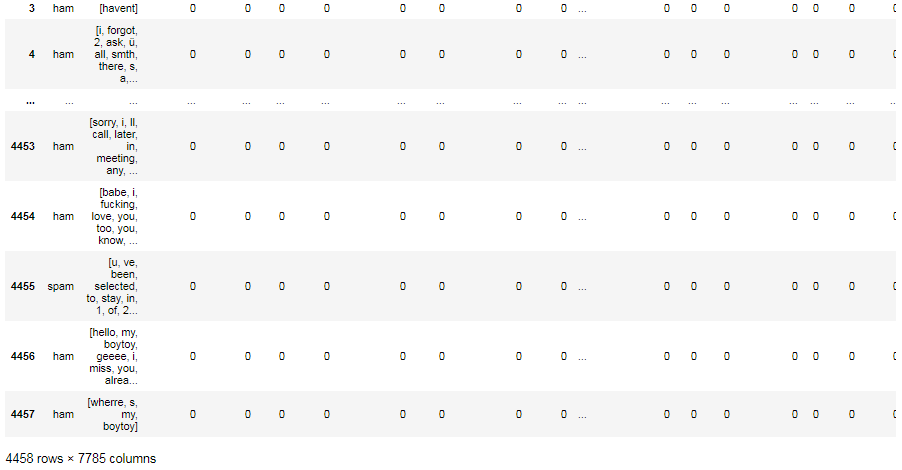 3 ham [havent] 0 0 0 0 0 0 0 0 ... 0 0 0 0 0 0 0
4 ham [i, forgot, 2, ask, ü, all, smth, there, s, a,... 0 0 0 0 0 0 0 0 ... 0 0 0 0 0 0 0
... ... ... ... ... ... ... ... ... ... ... ... ... ... ... ... ... ... ...
4453 ham [sorry, i, ll, call, later, in, meeting, any, ... 0 0 0 0 0 0 0 0 ... 0 0 0 0 0 0 0
4454 ham [babe, i, fucking, love, you, too, you, know, ... 0 0 0 0 0 0 0 0 ... 0 0 0 0 0 0 0
4455 spam [u, ve, been, selected, to, stay, in, 1, of, 2... 0 0 0 0 0 0 0 0 ... 0 0 0 0 0 0 0
4456 ham [hello, my, boytoy, geeee, i, miss, you, alrea... 0 0 0 0 0 0 0 0 ... 0 0 0 0 0 0 0
4457 ham [wherre, s, my, boytoy] 0 0 0 0 0 0 0 0 ... 0 0 0 0 0 0 0
4458 rows × 7785 columns